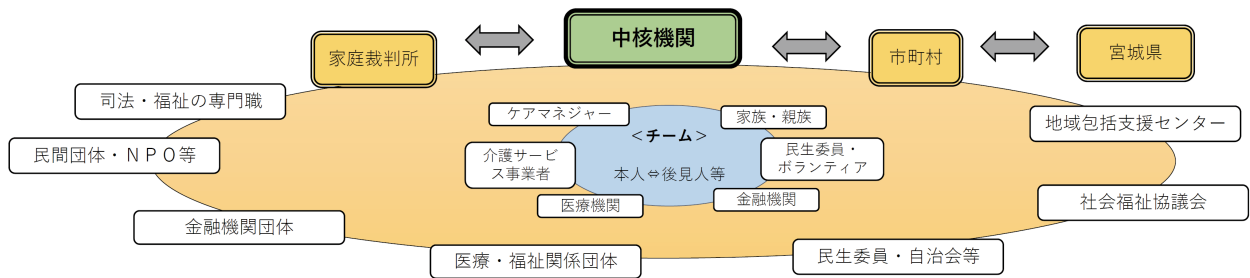 中核機関
家庭裁判所
市町村
宮城県
司法・福祉の専門職
民間団体・ＮＰＯ等
金融機関団体
医療・福祉関係団体
民生委員・自治会等
社会福祉協議会
地域包括支援センター
ケアマネジャー
家族・親族
＜チーム＞
介護サービ
ス事業者
民生委員・
ボランティア
本人⇔後見人等
医療機関
金融機関